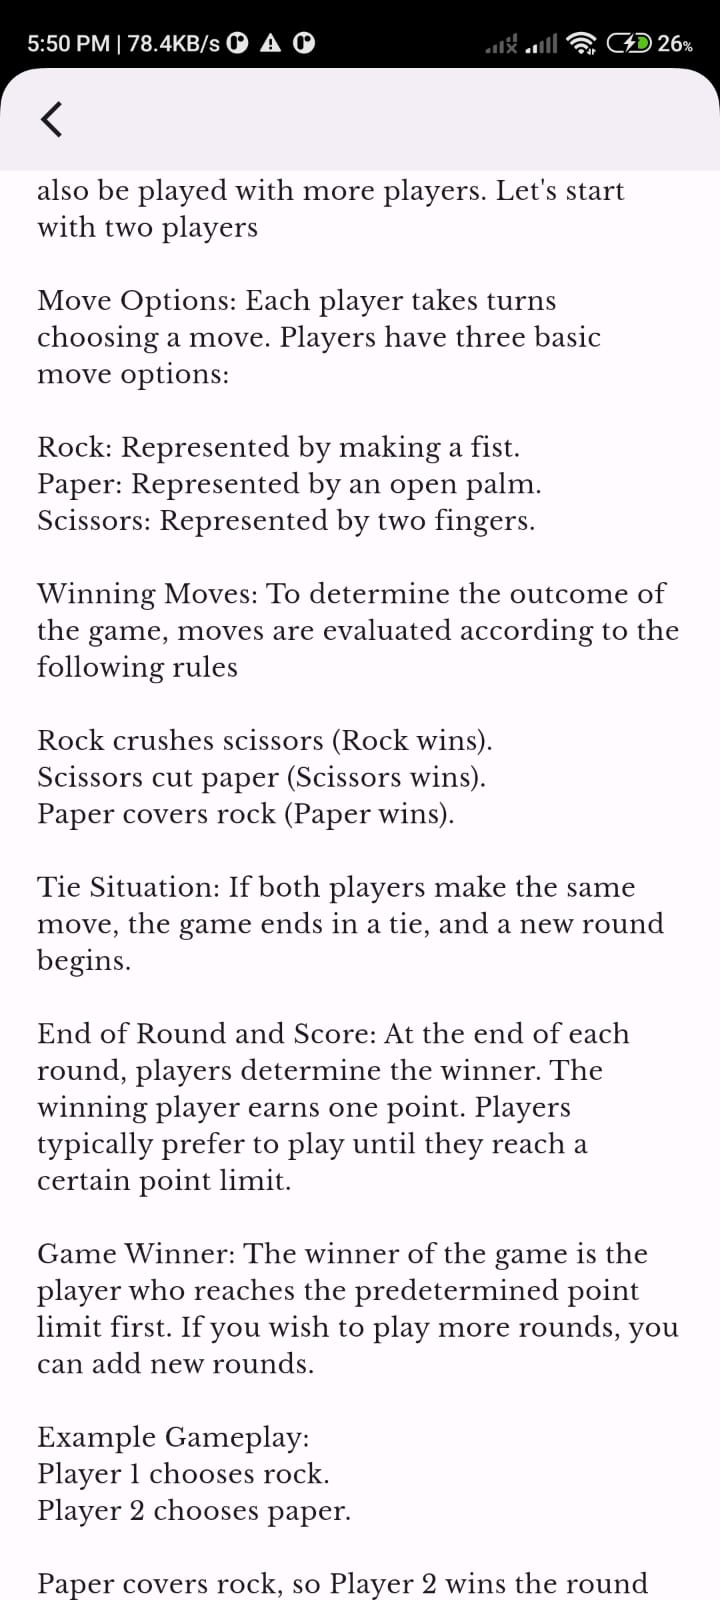 5:50 PM | 78.4KB/s 26%
also be played with more players. Let's start
with two players
Move Options: Each player takes turns
choosing a move. Players have three basic
move options:
Rock: Represented by making a fist.
Paper: Represented by an open palm.
Scissors: Represented by two fingers.
Winning Moves: To determine the outcome of
the game, moves are evaluated according to the
following rules
Rock crushes scissors (Rock wins).
Scissors cut paper (Scissors wins).
Paper covers rock (Paper wins).
Tie Situation: If both players make the same
move, the game ends in a tie, and a new round
begins.
End of Round and Score: At the end of each
round, players determine the winner. The
winning player earns one point. Players
typically prefer to play until they reach a
certain point limit.
Game Winner: The winner of the game is the
player who reaches the predetermined point
limit first. If you wish to play more rounds, you
can add new rounds.
Example Gameplay:
Player 1 chooses rock.
Player 2 chooses paper.
Paper covers rock, so Player 2 wins the round